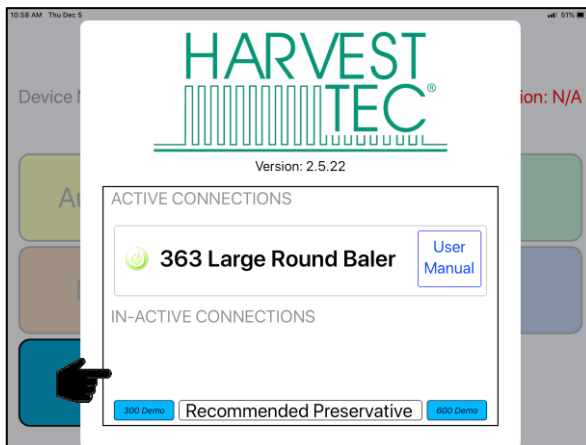 10:58 AM Thu Dec 5
51%
HARVEST
TEC®
Device
ion: N/A
Version: 2.5.22
ACTIVE CONNECTIONS
363 Large Round Baler
User
Manual
IN-ACTIVE CONNECTIONS
300 Demo
Recommended Preservative
600 Demo